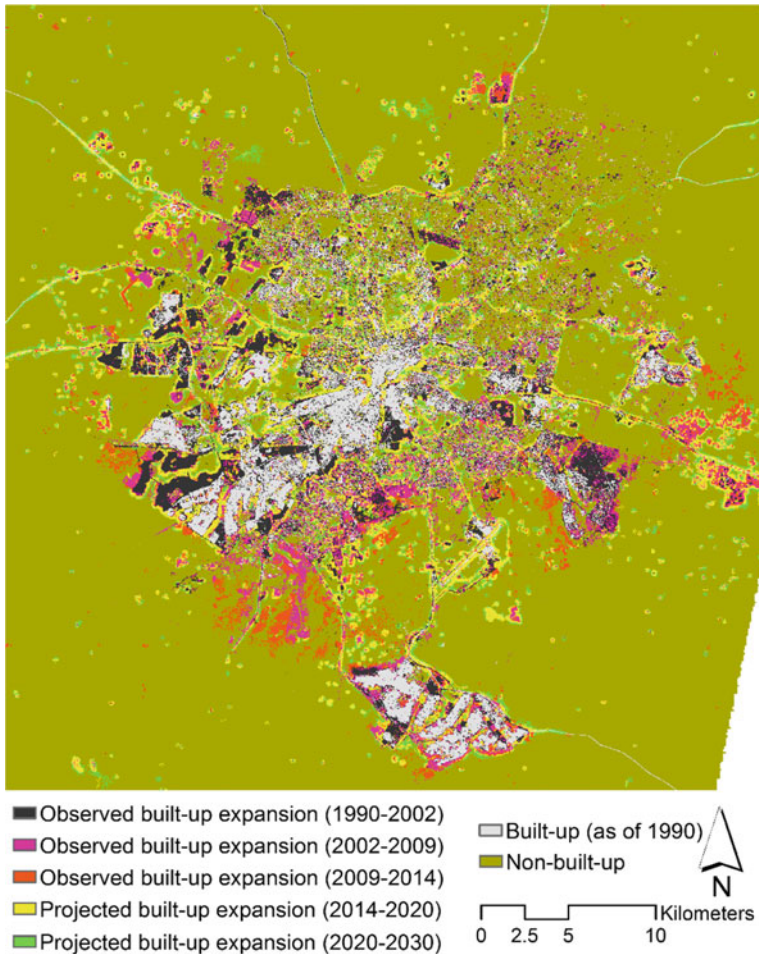 Observed built-up expansion (1990-2002)
Observed built-up expansion (2002-2009)
Observed built-up expansion (2009-2014)
Projected built-up expansion (2014-2020)
Projected built-up expansion (2020-2030)
Built-up (as of 1990)
Non-built-up
N
Kilometers
0 2.5 5 10